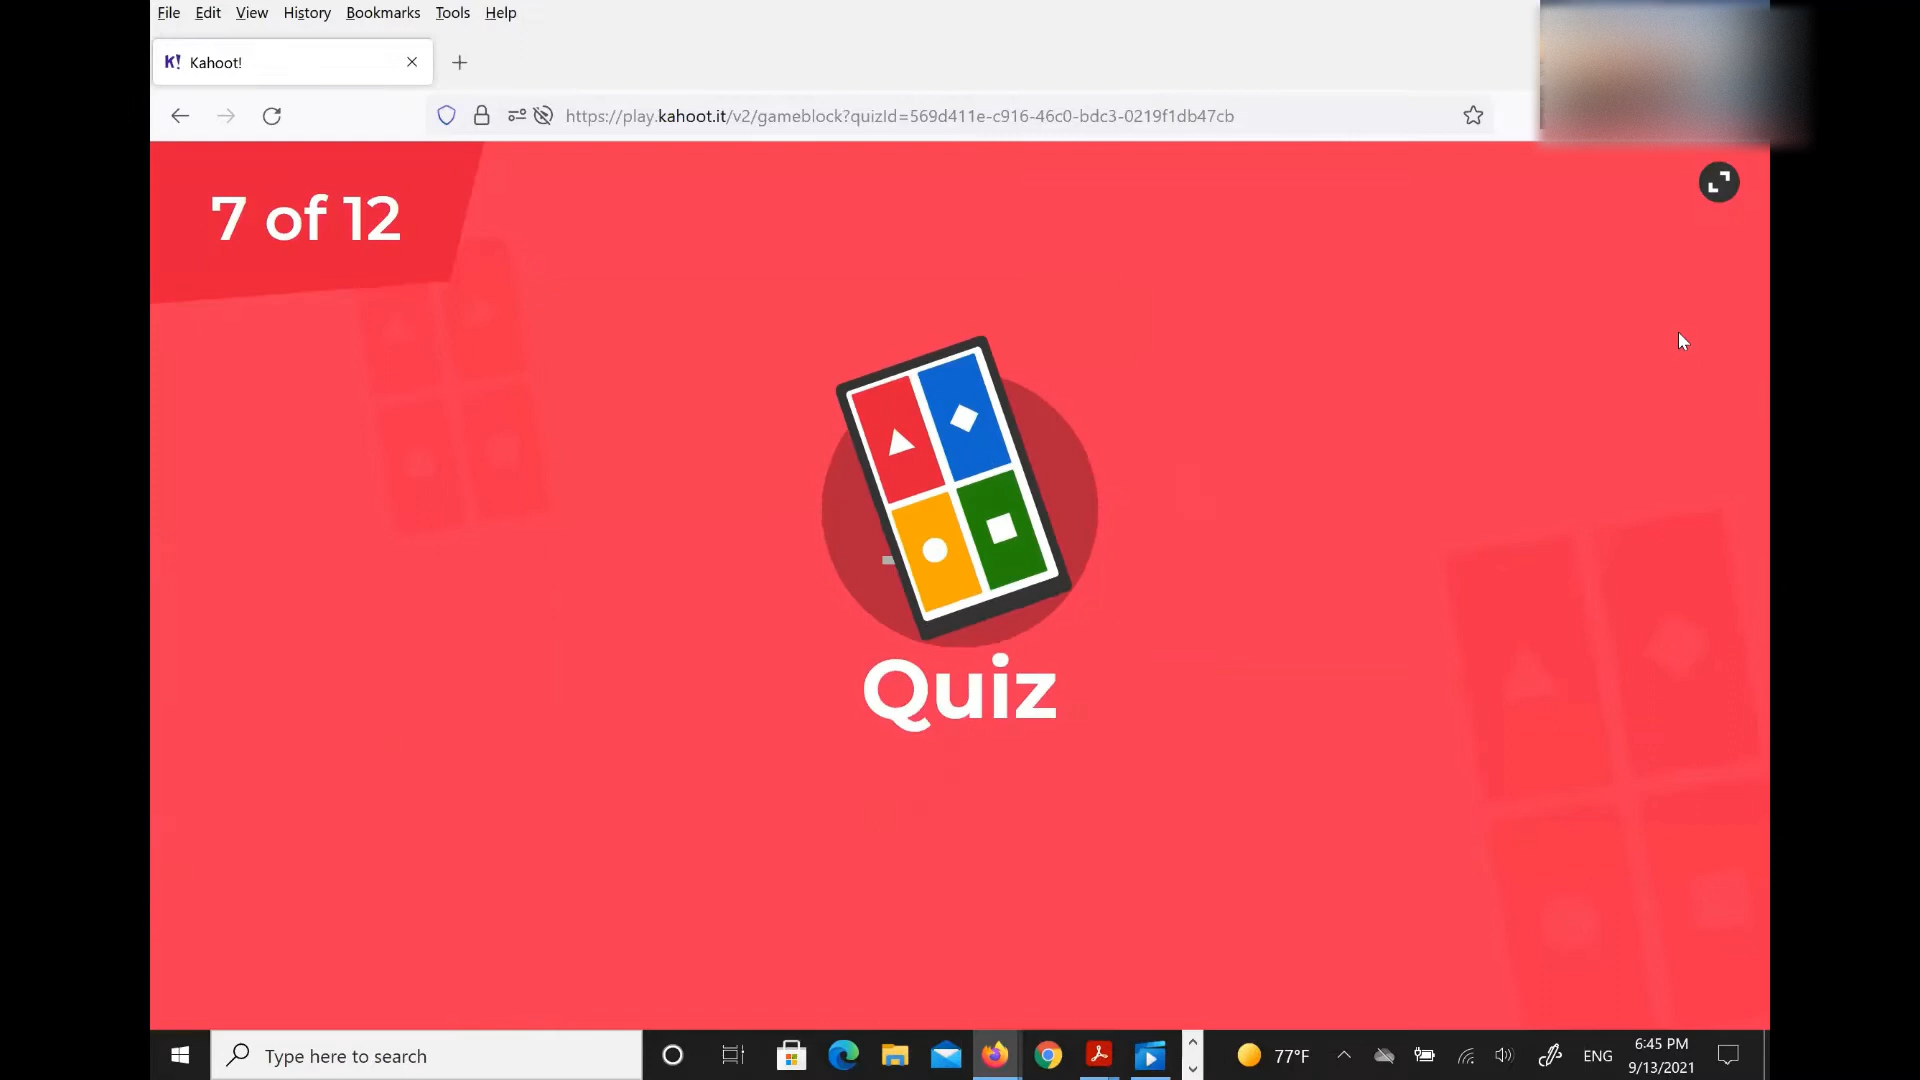 File Edit View History Bookmarks Tools Help
K! Kahoot!
https://play.kahoot.it/v2/gameblock?quizId=569d411e-c916-46c0-bdc3-0219f1db47cb
7 of 12
Quiz
Type here to search
77°F
ENG
6:45 PM
9/13/2021